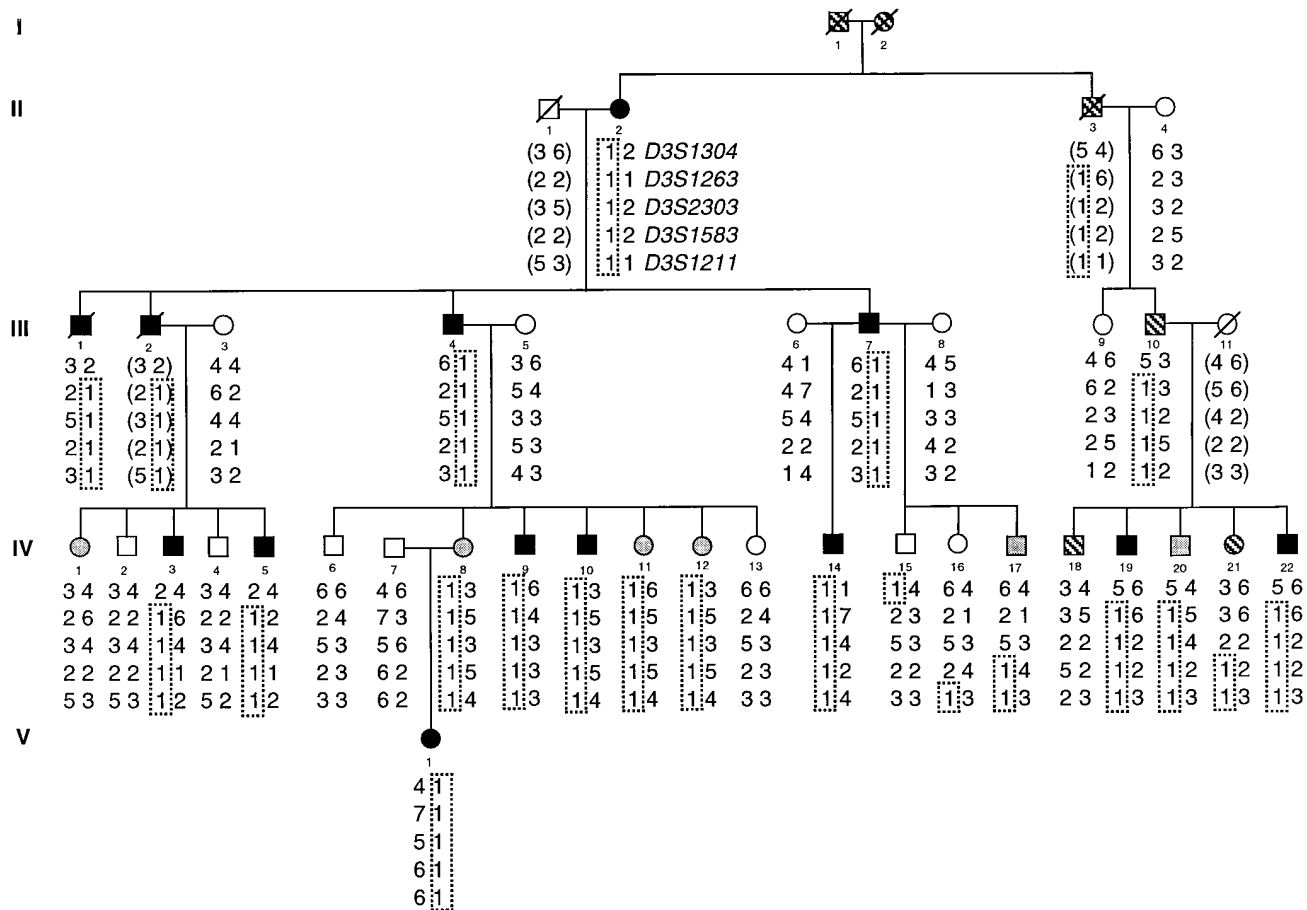 I
1 2
II
1 2 3 4
(3 6) 1 2 D3S1304 (5 4) 6 3
(2 2) 1 1 D3S1263 (1 6) 2 3
(3 5) 1 2 D3S2303 (1 2) 3 2
(2 2) 1 2 D3S1583 (1 2) 2 5
(5 3) 1 1 D3S1211 (1 1) 3 2
III
1 2 3 4 5 6 7 8 9 10 11
3 2 (3 2) 4 4 6 1 3 6 4 1 6 1 4 5 4 6 5 3 (4 6)
2 1 (2 1) 6 2 2 1 5 4 4 7 2 1 1 3 6 2 1 3 (5 6)
5 1 (3 1) 4 4 5 1 3 3 5 4 5 1 3 3 2 3 1 2 (4 2)
2 1 (2 1) 2 1 2 1 5 3 2 2 2 1 4 2 2 5 1 5 (2 2)
3 1 (5 1) 3 2 3 1 4 3 1 4 3 1 3 2 1 2 1 2 (3 3)
IV
1 2 3 4 5 6 7 8 9 10 11 12 13 14 15 16 17 18 19 20 21 22
3 4 3 4 2 4 3 4 2 4 6 6 4 6 1 3 1 6 1 3 1 6 1 3 6 6 1 1 1 4 6 4 6 4 3 4 5 6 5 4 3 6 5 6
2 6 2 2 1 6 2 2 1 2 2 4 7 3 1 5 1 4 1 5 1 5 1 5 2 4 1 7 2 3 2 1 2 1 3 5 1 6 1 5 3 6 1 6
3 4 3 4 1 4 3 4 1 4 5 3 5 6 1 3 1 3 1 3 1 3 1 3 5 3 1 4 5 3 5 3 5 3 2 2 1 2 1 4 2 2 1 2
2 2 2 2 1 1 2 1 1 1 2 3 6 2 1 5 1 3 1 5 1 5 1 5 2 3 1 2 2 2 2 4 1 4 5 2 1 2 1 2 1 2 1 2
5 3 5 3 1 2 5 2 1 2 3 3 6 2 1 4 1 3 1 4 1 4 1 4 3 3 1 4 3 3 1 3 1 3 2 3 1 3 1 3 1 3 1 3
V
1
4 1
7 1
5 1
6 1
6 1